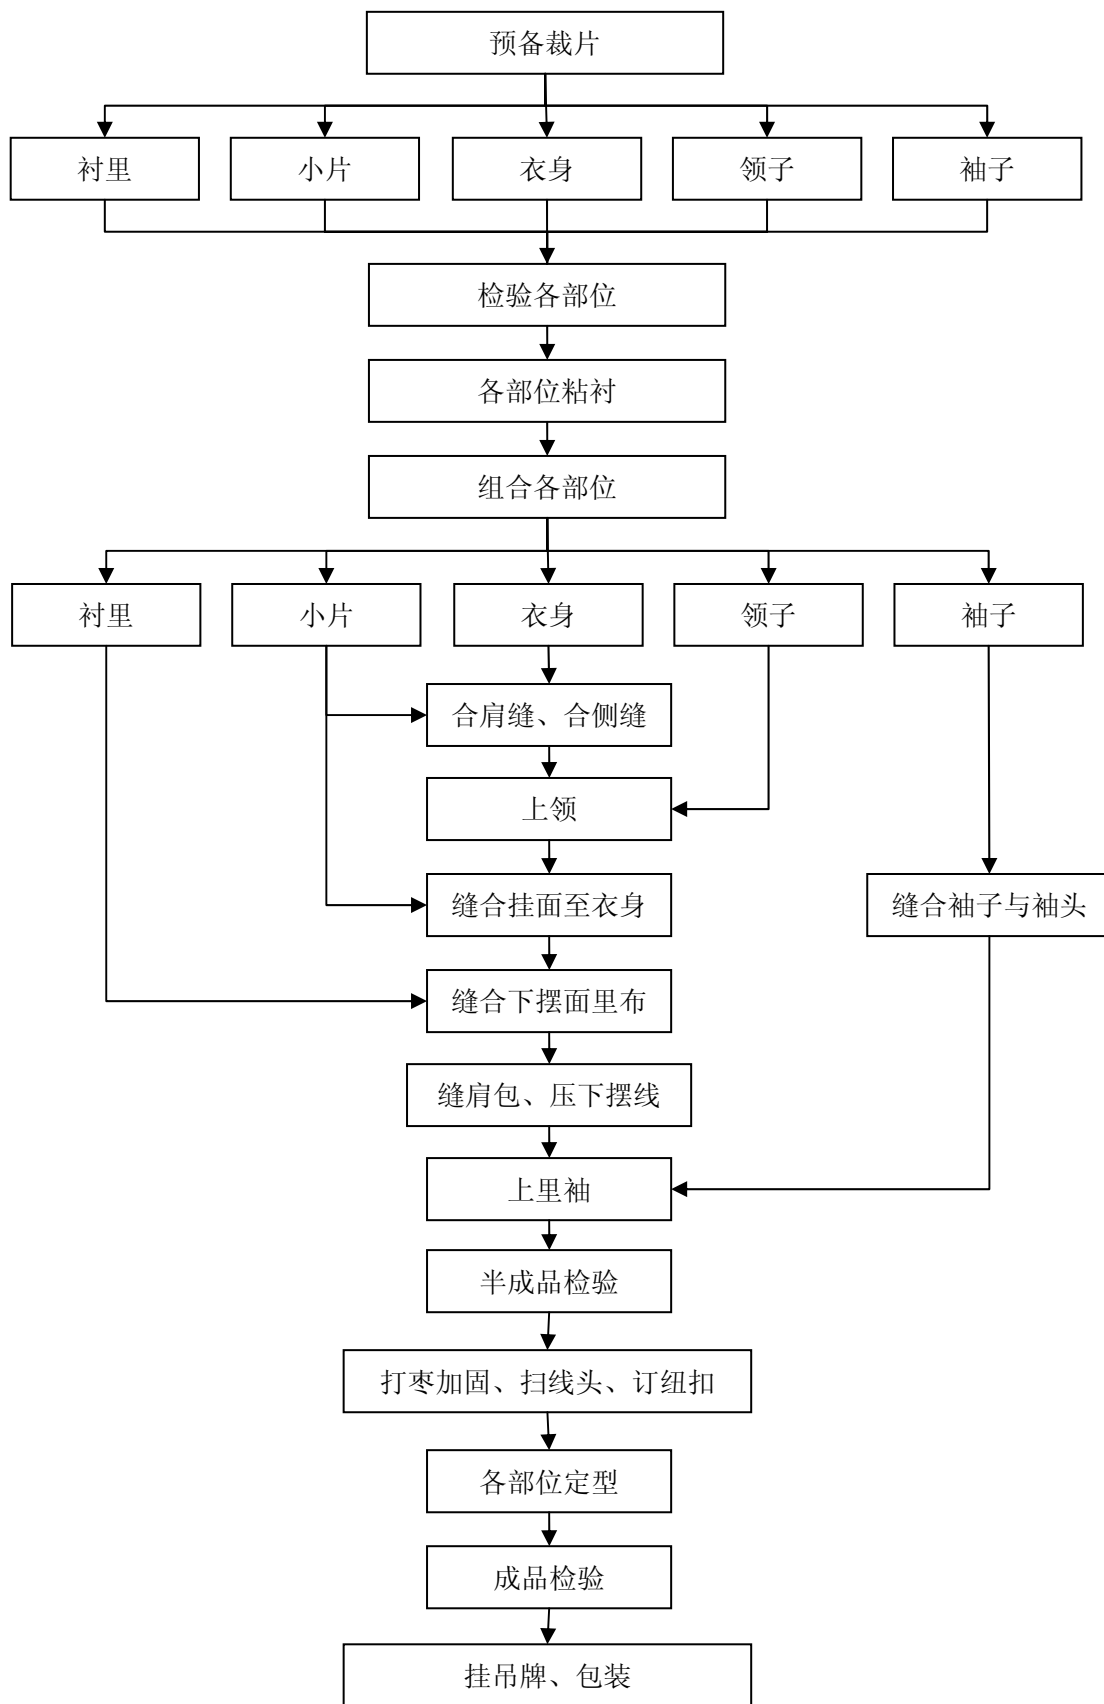 预备裁片
衬里
小片
衣身
领子
袖子
检验各部位
各部位粘衬
组合各部位
衬里
小片
衣身
领子
袖子
合肩缝、合侧缝
上领
缝合挂面至衣身
缝合袖子与袖头
缝合下摆面里布
缝肩包、压下摆线
上里袖
半成品检验
打枣加固、扫线头、订纽扣
各部位定型
成品检验
挂吊牌、包装